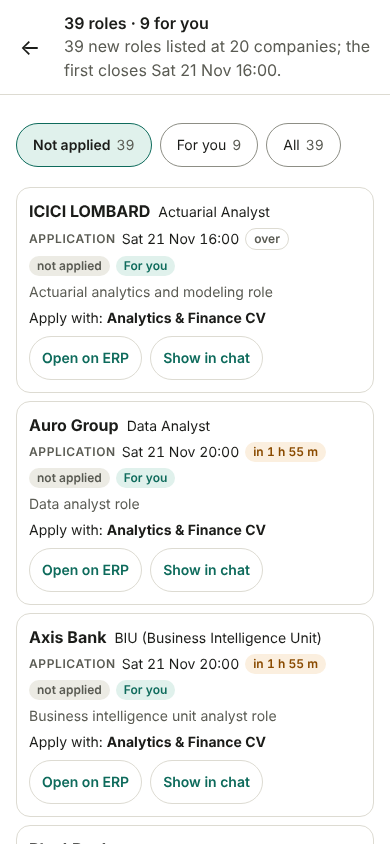 39 roles · 9 for you
39 new roles listed at 20 companies; the
first closes Sat 21 Nov 16:00.
Not applied 39
For you 9
All 39
ICICI LOMBARD Actuarial Analyst
APPLICATION Sat 21 Nov 16:00 over
not applied For you
Actuarial analytics and modeling role
Apply with: Analytics & Finance CV
Open on ERP Show in chat
Auro Group Data Analyst
APPLICATION Sat 21 Nov 20:00 in 1 h 55 m
not applied For you
Data analyst role
Apply with: Analytics & Finance CV
Open on ERP Show in chat
Axis Bank BIU (Business Intelligence Unit)
APPLICATION Sat 21 Nov 20:00 in 1 h 55 m
not applied For you
Business intelligence unit analyst role
Apply with: Analytics & Finance CV
Open on ERP Show in chat